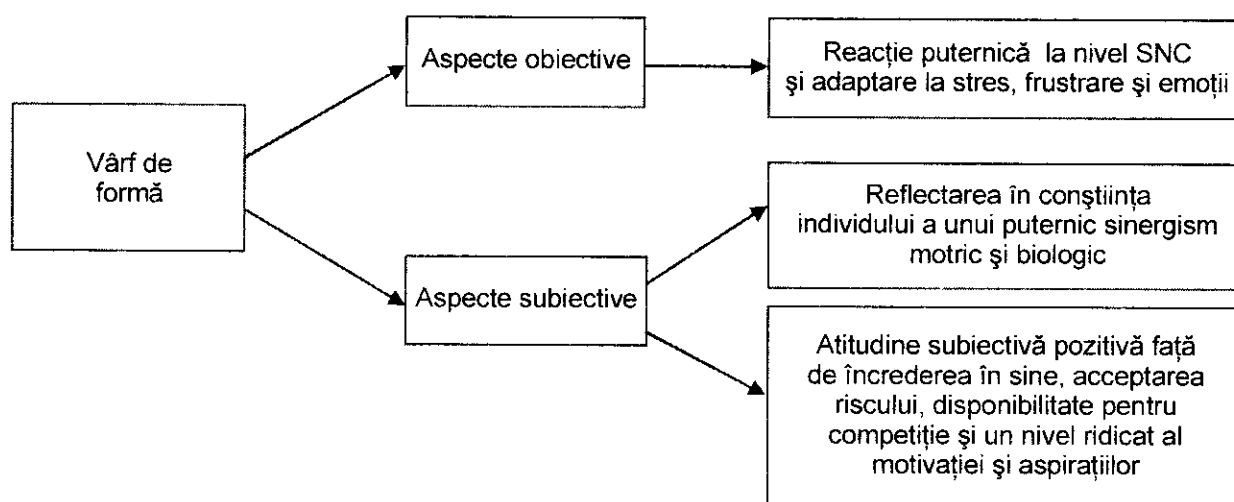 Vârf de
formă
Aspecte obiective
Reacție puternică la nivel SNC
şi adaptare la stres, frustrare şi emoții
Aspecte subiective
Reflectarea în conştiința
individului a unui puternic sinergism
motric şi biologic
Atitudine subiectivă pozitivă față
de încrederea în sine, acceptarea
riscului, disponibilitate pentru
competiție şi un nivel ridicat al
motivației şi aspirațiilor